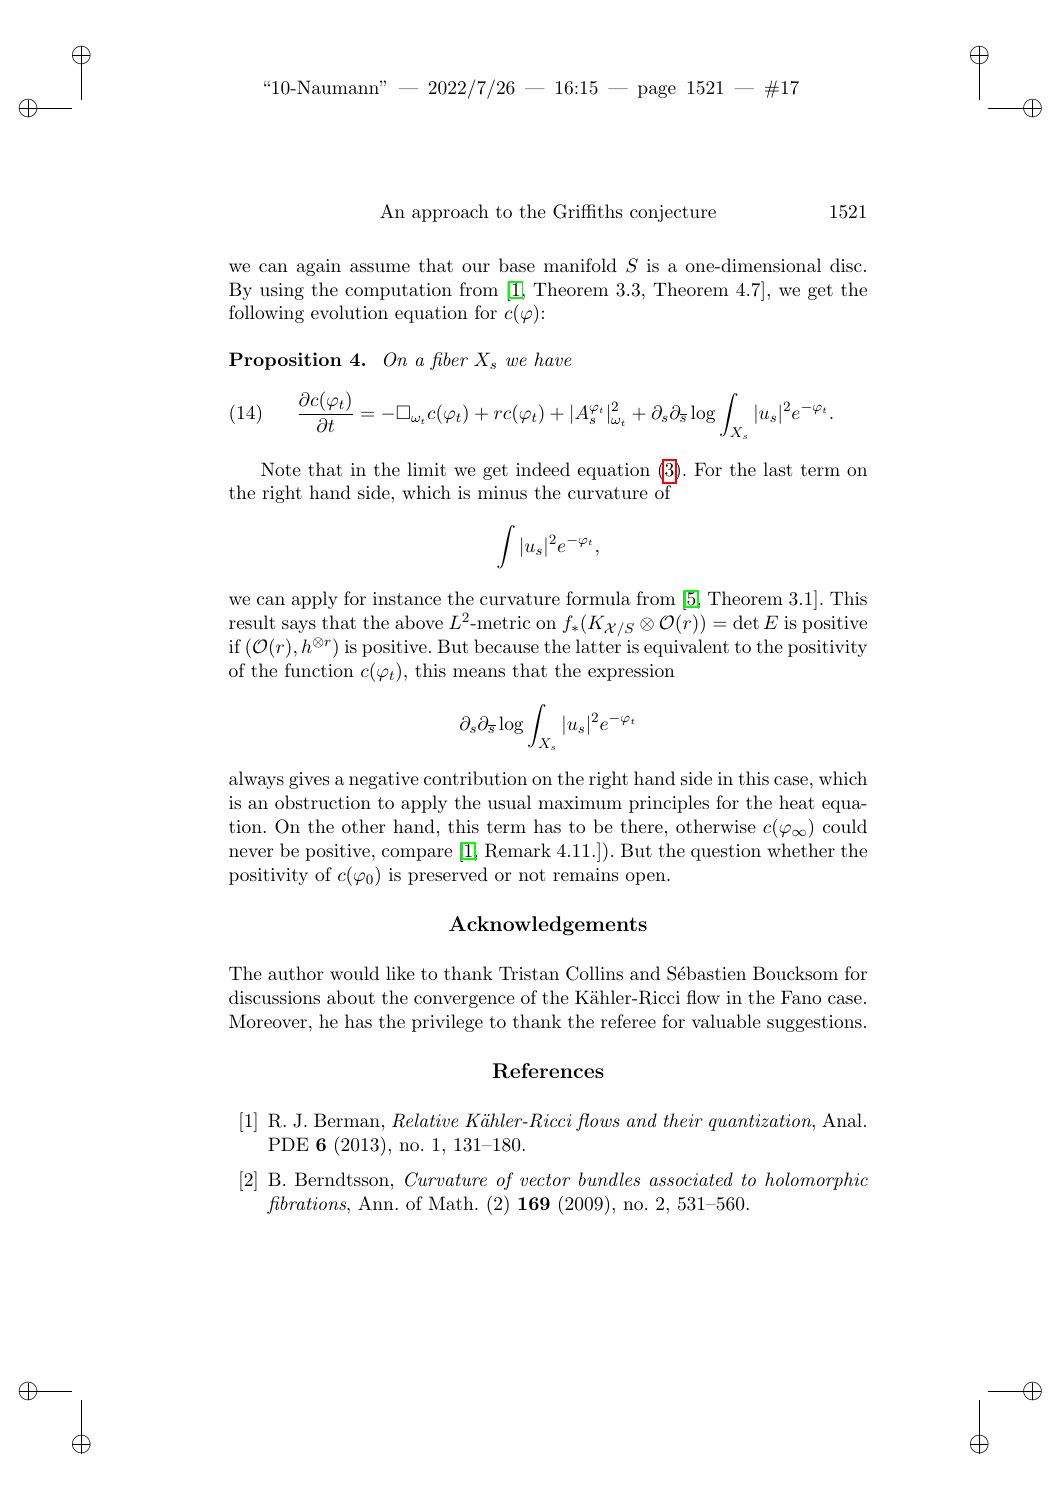 “10-Naumann” — 2022/7/26 — 16:15 — page 1521 — #17
An approach to the Griffiths conjecture 1521
we can again assume that our base manifold S is a one-dimensional disc.
By using the computation from [1, Theorem 3.3, Theorem 4.7], we get the
following evolution equation for c(φ):
Proposition 4. On a fiber X_s we have
(14) ∂c(φ_t)/∂t = −□_{ω_t} c(φ_t) + rc(φ_t) + |A_s^{φ_t}|²_{ω_t} + ∂_s∂_{s̄} log ∫_{X_s} |u_s|² e^{−φ_t}.
Note that in the limit we get indeed equation (3). For the last term on
the right hand side, which is minus the curvature of
∫ |u_s|² e^{−φ_t},
we can apply for instance the curvature formula from [5, Theorem 3.1]. This
result says that the above L²-metric on f_*(K_{𝒳/S} ⊗ 𝒪(r)) = det E is positive
if (𝒪(r), h^{⊗r}) is positive. But because the latter is equivalent to the positivity
of the function c(φ_t), this means that the expression
∂_s∂_{s̄} log ∫_{X_s} |u_s|² e^{−φ_t}
always gives a negative contribution on the right hand side in this case, which
is an obstruction to apply the usual maximum principles for the heat equa-
tion. On the other hand, this term has to be there, otherwise c(φ_∞) could
never be positive, compare [1, Remark 4.11.]). But the question whether the
positivity of c(φ_0) is preserved or not remains open.
Acknowledgements
The author would like to thank Tristan Collins and Sébastien Boucksom for
discussions about the convergence of the Kähler-Ricci flow in the Fano case.
Moreover, he has the privilege to thank the referee for valuable suggestions.
References
[1] R. J. Berman, Relative Kähler-Ricci flows and their quantization, Anal.
PDE 6 (2013), no. 1, 131–180.
[2] B. Berndtsson, Curvature of vector bundles associated to holomorphic
fibrations, Ann. of Math. (2) 169 (2009), no. 2, 531–560.